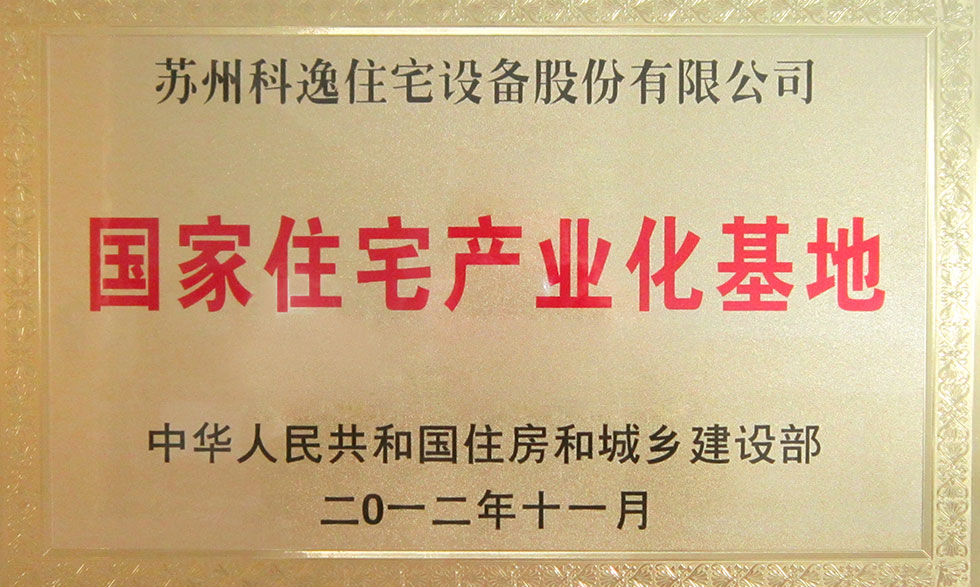 苏州科逸住宅设备股份有限公司
国家住宅产业化基地
中华人民共和国住房和城乡建设部
二0一二年十一月